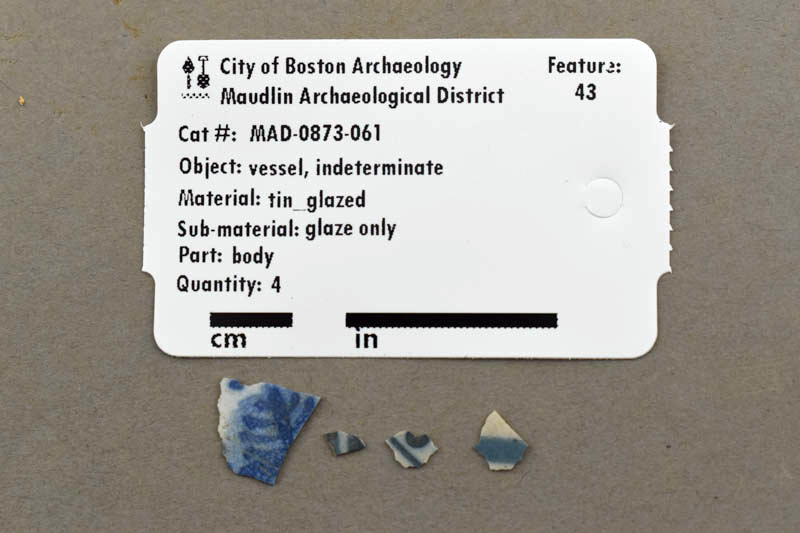 City of Boston Archaeology
Maudlin Archaeological District
Feature:
43
Cat #: MAD-0873-061
Object: vessel, indeterminate
Material: tin_glazed
Sub-material: glaze only
Part: body
Quantity: 4
cm
in